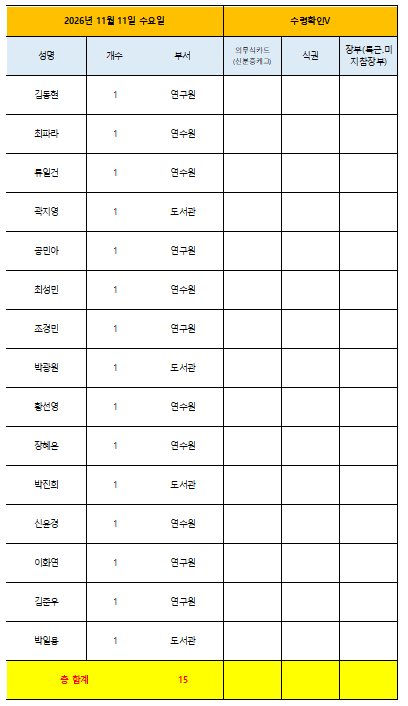 2026년 11월 11일 수요일 수령확인V
성명 개수 부서 의무식카드 (신분증태그) 식권 장부(특근.미지참장부)
김동현 1 연구원
최파라 1 연수원
류일건 1 연수원
곽지영 1 도서관
공민아 1 연구원
최성민 1 연수원
조경민 1 연구원
박광원 1 도서관
황선영 1 연수원
장혜은 1 연수원
박진희 1 도서관
신윤경 1 연수원
이화연 1 연구원
김준우 1 연구원
박일용 1 도서관
총 합계 15